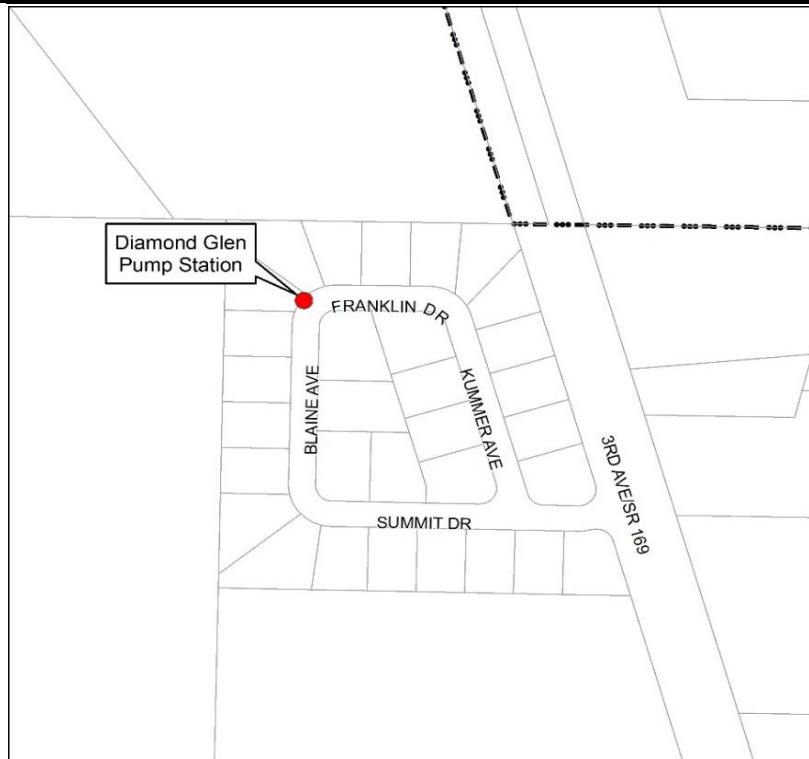 Diamond Glen
Pump Station
FRANKLIN DR
BLAINE AVE
KUMMER AVE
3RD AVE/SR 169
SUMMIT DR